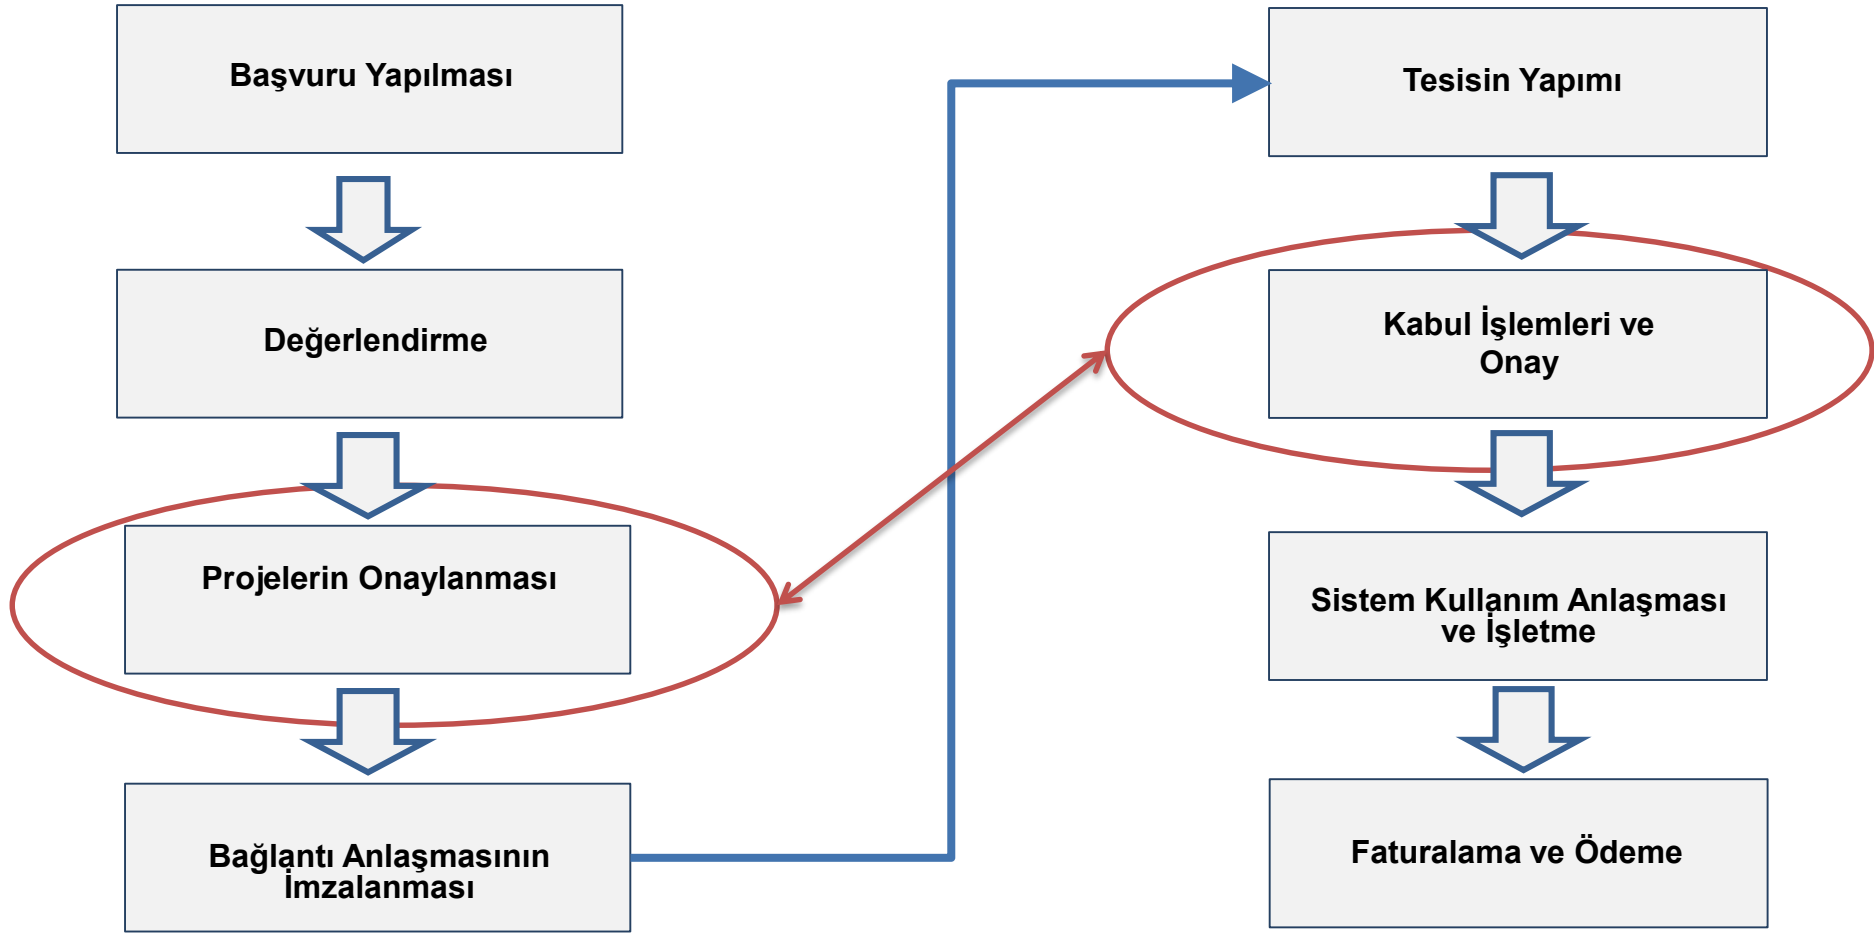 Başvuru Yapılması
Değerlendirme
Projelerin Onaylanması
Bağlantı Anlaşmasının
İmzalanması
Tesisin Yapımı
Kabul İşlemleri ve
Onay
Sistem Kullanım Anlaşması
ve İşletme
Faturalama ve Ödeme